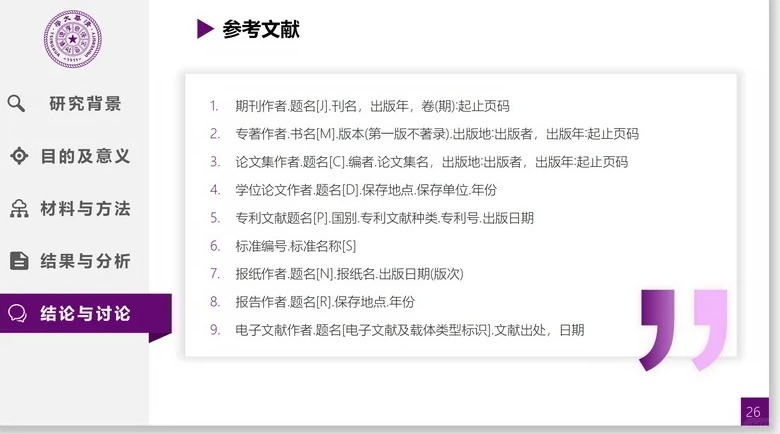 参考文献
研究背景
目的及意义
材料与方法
结果与分析
结论与讨论
1. 期刊作者.题名[J].刊名，出版年，卷(期):起止页码
2. 专著作者.书名[M].版本(第一版不著录).出版地:出版者，出版年:起止页码
3. 论文集作者.题名[C].编者.论文集名，出版地:出版者，出版年:起止页码
4. 学位论文作者.题名[D].保存地点.保存单位.年份
5. 专利文献题名[P].国别.专利文献种类.专利号.出版日期
6. 标准编号.标准名称[S]
7. 报纸作者.题名[N].报纸名.出版日期(版次)
8. 报告作者.题名[R].保存地点.年份
9. 电子文献作者.题名[电子文献及载体类型标识].文献出处，日期
26